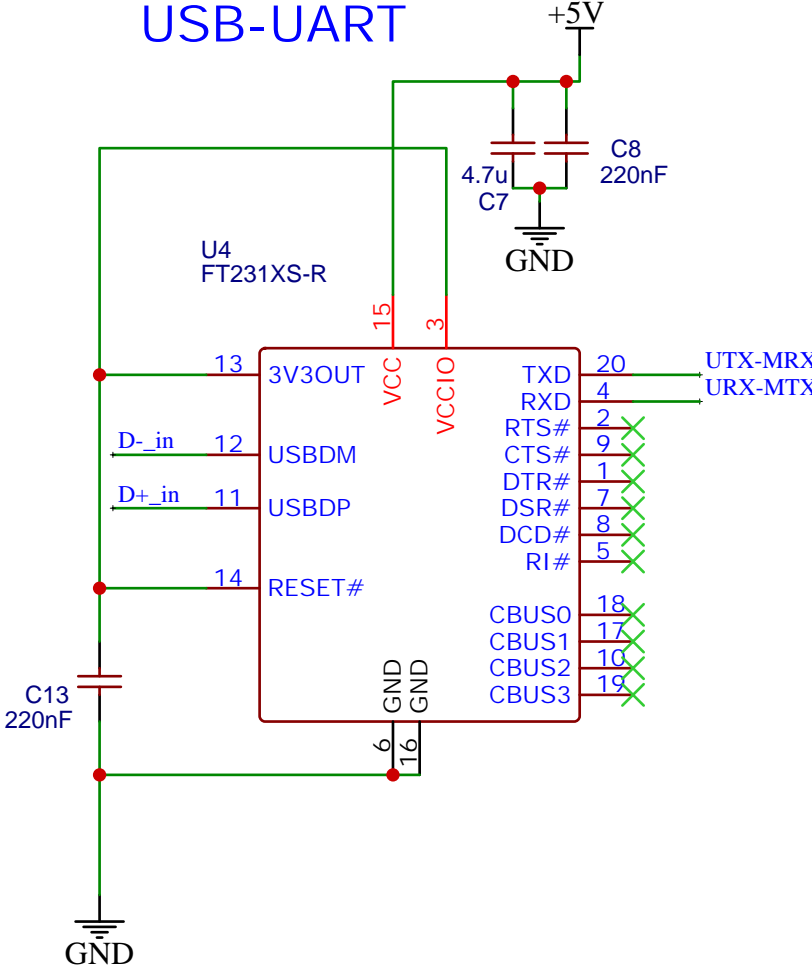 USB-UART
+5V
4.7u
C7
C8
220nF
GND
U4
FT231XS-R
15
3
VCC
VCCIO
13
3V3OUT
TXD
20
UTX-MRX
RXD
4
URX-MTX
RTS#
2
D-_in
12
USBDM
CTS#
9
DTR#
1
D+_in
11
USBDP
DSR#
7
DCD#
8
RI#
5
14
RESET#
CBUS0
18
CBUS1
17
CBUS2
10
CBUS3
19
GND
GND
6
16
C13
220nF
GND